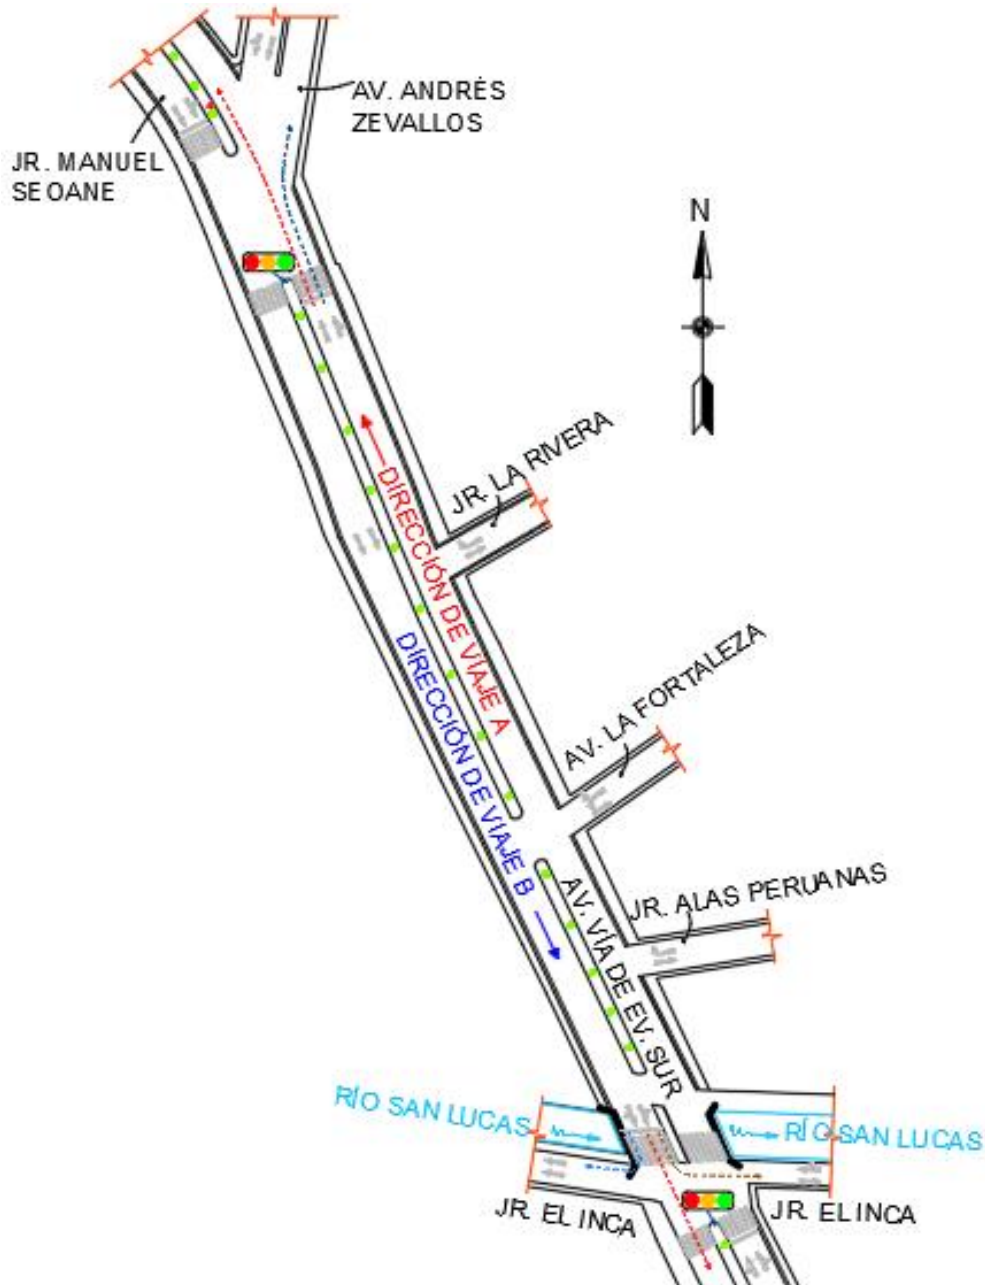 AV. ANDRÉS
ZEVALLOS
JR. MANUEL
SEOANE
N
JR. LA RIVERA
DIRECCIÓN DE VIAJE A
DIRECCIÓN DE VIAJE B
AV. LA FORTALEZA
JR. ALAS PERUANAS
AV. VÍA DE EV. SUR
RÍO SAN LUCAS
RÍO SAN LUCAS
JR. EL INCA
JR. EL INCA